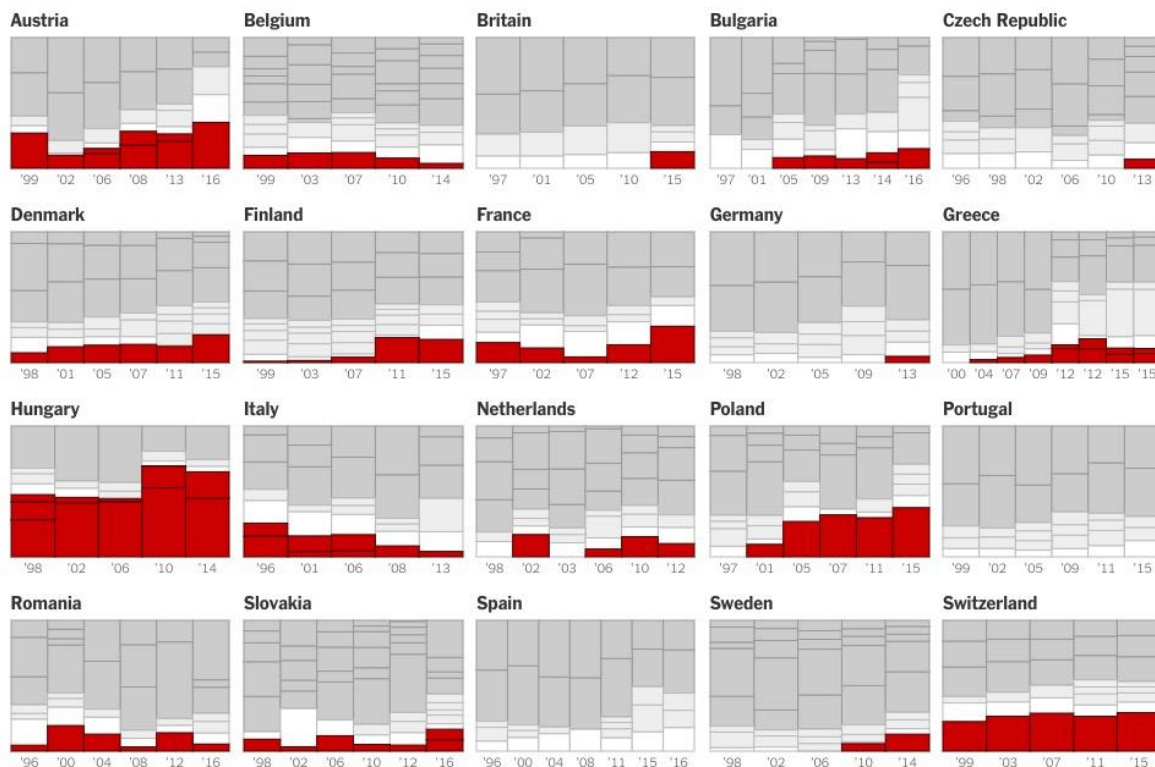 Austria Belgium Britain Bulgaria Czech Republic
'99 '02 '06 '08 '13 '16 '99 '03 '07 '10 '14 '97 '01 '05 '10 '15 '97 '01 '05 '09 '13 '14 '16 '96 '98 '02 '06 '10 '13
Denmark Finland France Germany Greece
'98 '01 '05 '07 '11 '15 '99 '03 '07 '11 '15 '97 '02 '07 '12 '17 '98 '02 '05 '09 '13 '00 '04 '07 '09 '12 '12 '15 '15
Hungary Italy Netherlands Poland Portugal
'98 '02 '06 '10 '14 '96 '01 '06 '08 '13 '98 '02 '03 '06 '10 '12 '97 '01 '05 '07 '11 '15 '99 '02 '05 '09 '11 '15
Romania Slovakia Spain Sweden Switzerland
'96 '00 '04 '08 '12 '16 '98 '02 '06 '10 '12 '16 '96 '00 '04 '08 '11 '15 '16 '98 '02 '06 '10 '14 '99 '03 '07 '11 '15